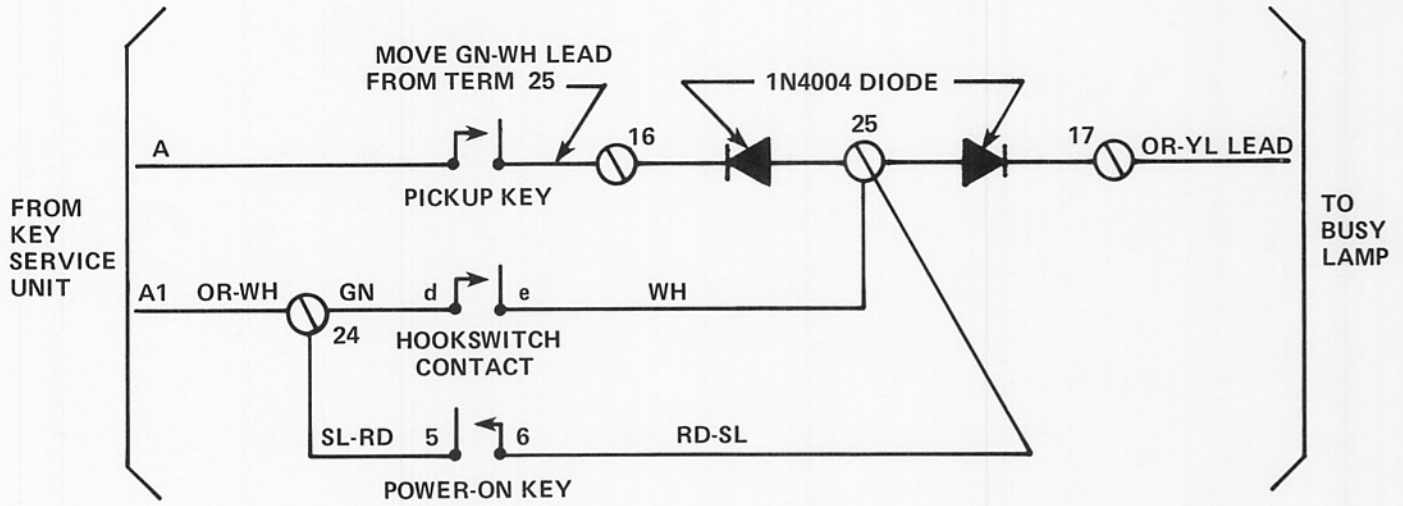 MOVE GN-WH LEAD
FROM TERM 25
1N4004 DIODE
A
PICKUP KEY
16
25
17
OR-YL LEAD
FROM
KEY
SERVICE
UNIT
TO
BUSY
LAMP
A1
OR-WH
24
GN
d
e
WH
HOOKSWITCH
CONTACT
SL-RD
5
6
RD-SL
POWER-ON KEY